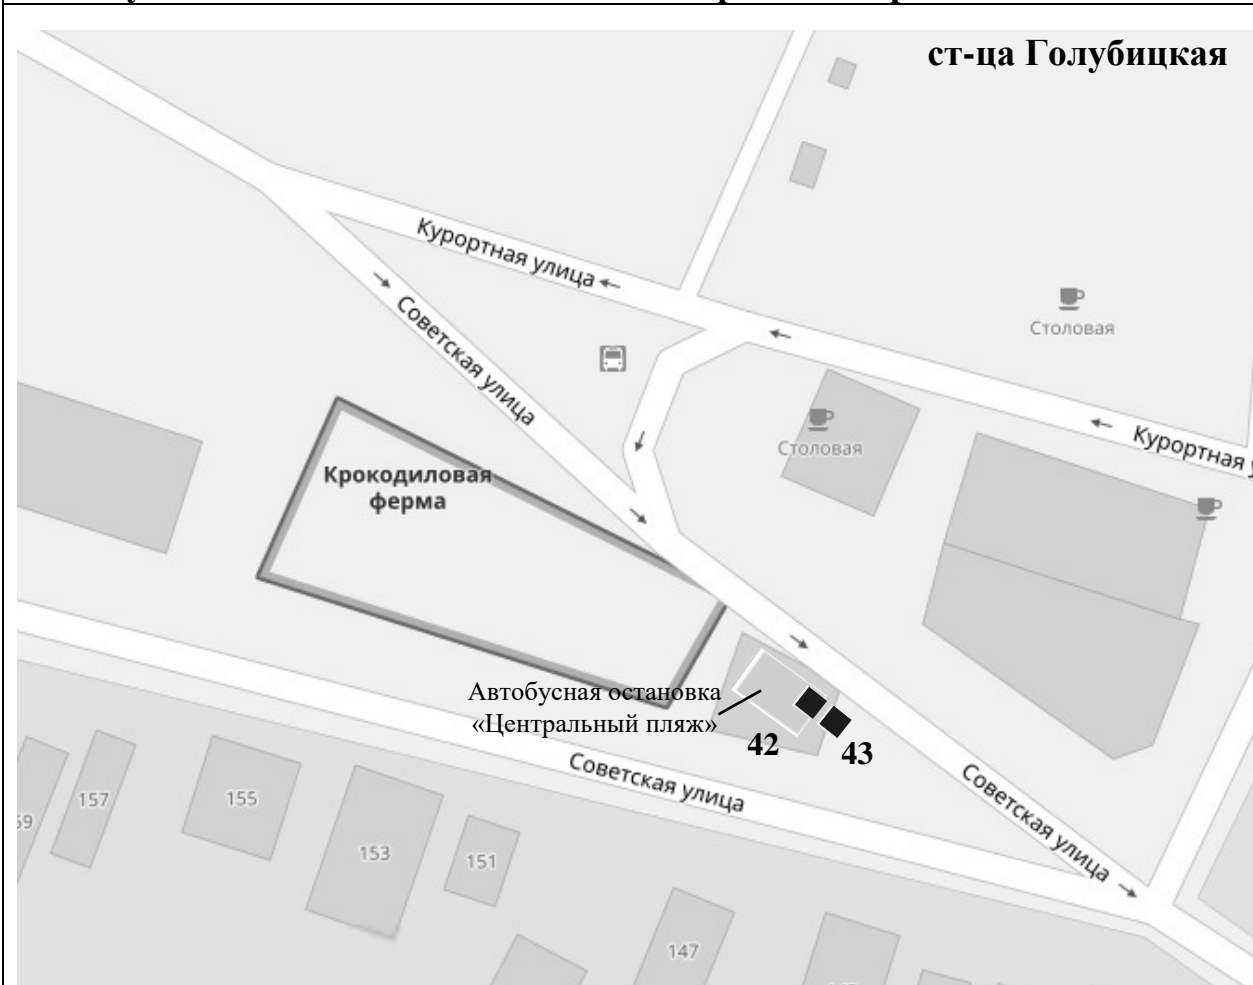 ст-ца Голубицкая
Курортная улица
Столовая
Советская улица
Столовая
Курортная
Крокодиловая
ферма
Автобусная остановка
«Центральный пляж»
42
43
Советская улица
Советская улица
157
155
153
151
147